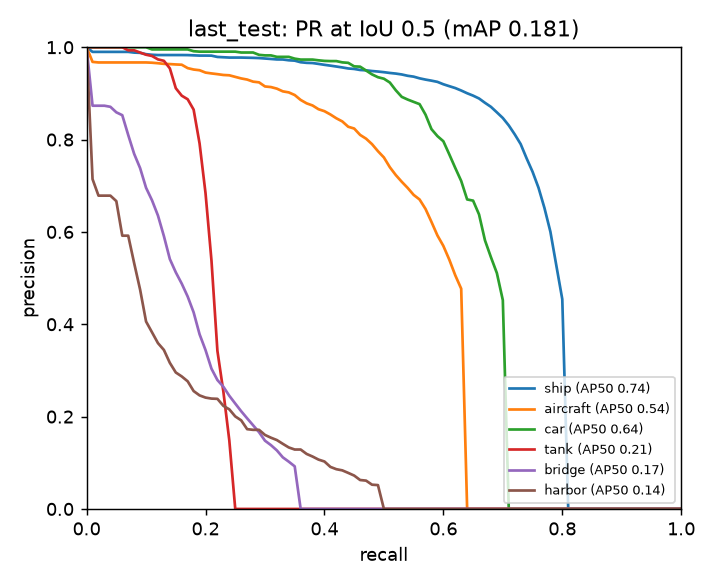 last_test: PR at IoU 0.5 (mAP 0.181)
precision
1.0
0.8
0.6
0.4
0.2
0.0
ship (AP50 0.74)
aircraft (AP50 0.54)
car (AP50 0.64)
tank (AP50 0.21)
bridge (AP50 0.17)
harbor (AP50 0.14)
0.0 0.2 0.4 0.6 0.8 1.0
recall